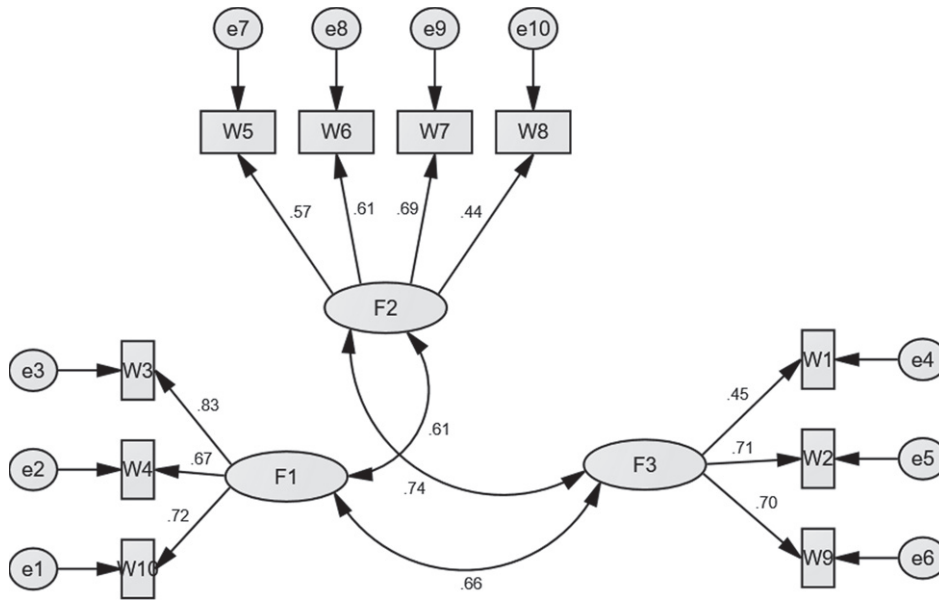 e7 e8 e9 e10
W5 W6 W7 W8
.57 .61 .69 .44
F2
e3 W3 W1 e4
.83 .45
.61
e2 W4 .67 F1 F3 .71 W2 e5
.74
.72 .70
e1 W10 W9 e6
.66